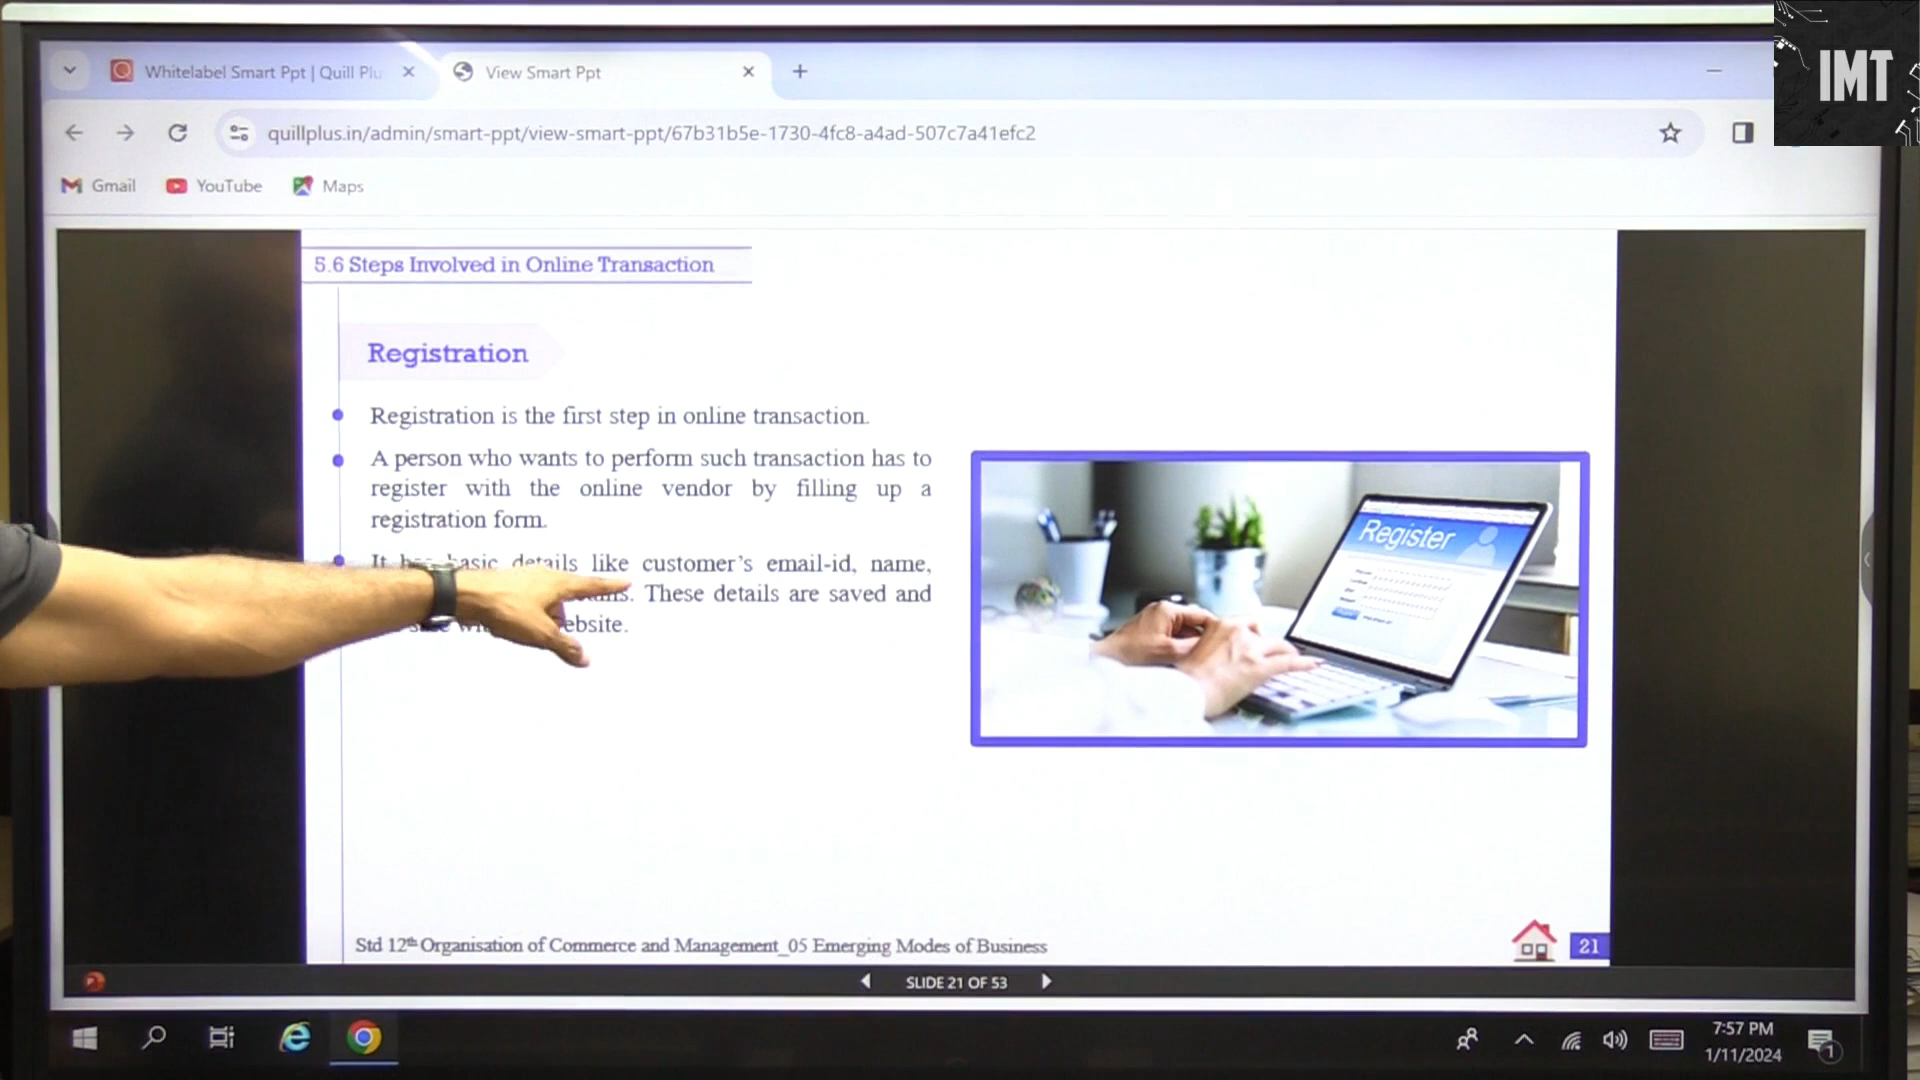 IMT
Whitelabel Smart Ppt | Quill Plu
View Smart Ppt
quillplus.in/admin/smart-ppt/view-smart-ppt/67b31b5e-1730-4fc8-a4ad-507c7a41efc2
Gmail YouTube Maps
5.6 Steps Involved in Online Transaction
Registration
Registration is the first step in online transaction.
A person who wants to perform such transaction has to
register with the online vendor by filling up a
registration form.
It has basic details like customer's email-id, name,
These details are saved and
Register
Std 12th Organisation of Commerce and Management_05 Emerging Modes of Business
21
SLIDE 21 OF 53
7:57 PM
1/11/2024
1